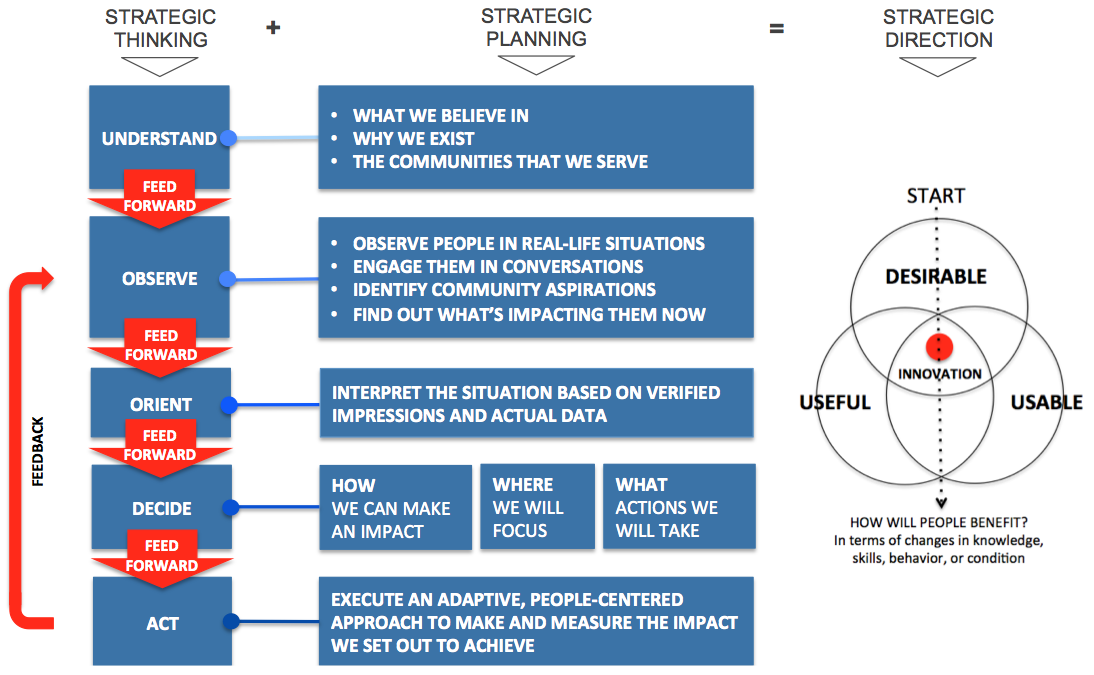 STRATEGIC
THINKING
+
STRATEGIC
PLANNING
=
STRATEGIC
DIRECTION
UNDERSTAND
• WHAT WE BELIEVE IN
• WHY WE EXIST
• THE COMMUNITIES THAT WE SERVE
FEED
FORWARD
OBSERVE
• OBSERVE PEOPLE IN REAL-LIFE SITUATIONS
• ENGAGE THEM IN CONVERSATIONS
• IDENTIFY COMMUNITY ASPIRATIONS
• FIND OUT WHAT'S IMPACTING THEM NOW
FEED
FORWARD
ORIENT
INTERPRET THE SITUATION BASED ON VERIFIED
IMPRESSIONS AND ACTUAL DATA
FEED
FORWARD
DECIDE
HOW
WE CAN MAKE
AN IMPACT
WHERE
WE WILL
FOCUS
WHAT
ACTIONS WE
WILL TAKE
FEED
FORWARD
ACT
EXECUTE AN ADAPTIVE, PEOPLE-CENTERED
APPROACH TO MAKE AND MEASURE THE IMPACT
WE SET OUT TO ACHIEVE
FEEDBACK
START
DESIRABLE
INNOVATION
USEFUL
USABLE
HOW WILL PEOPLE BENEFIT?
In terms of changes in knowledge,
skills, behavior, or condition